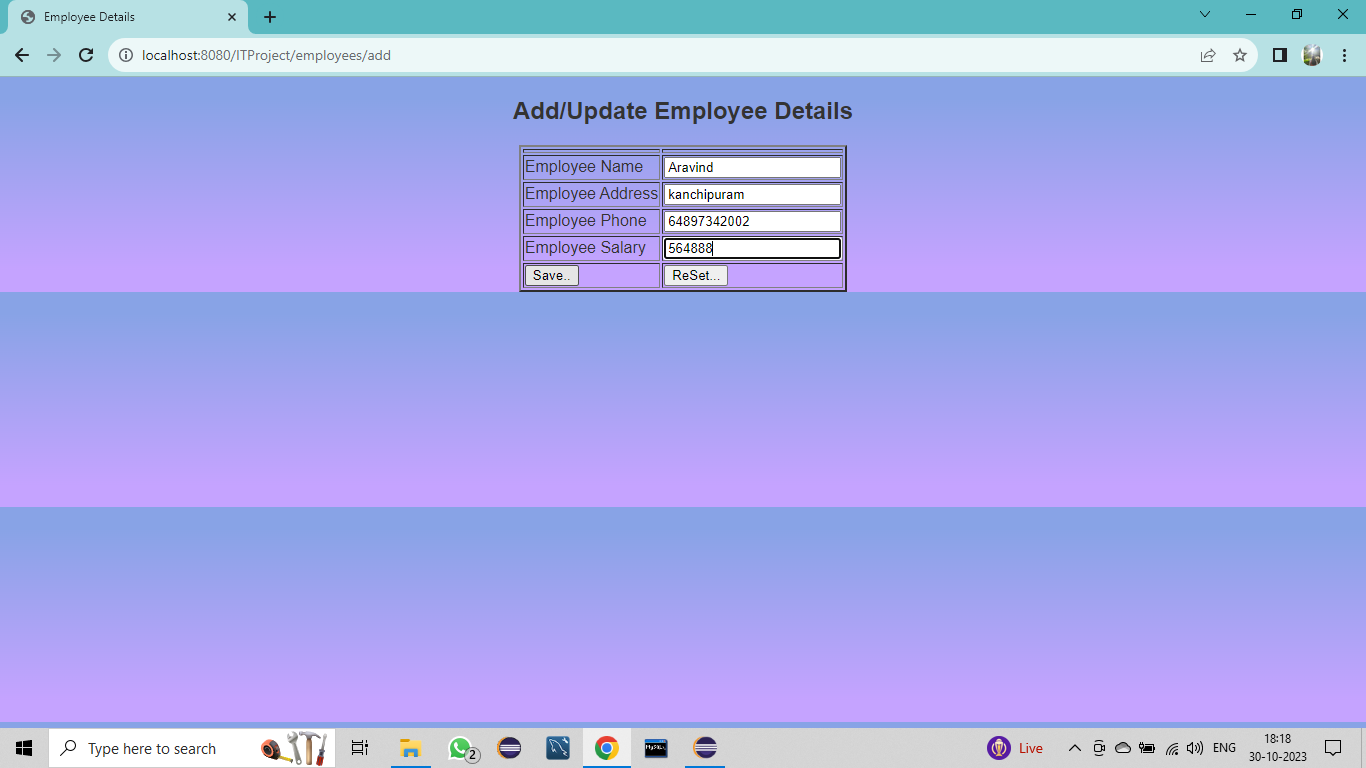 Employee Details
localhost:8080/ITProject/employees/add
Add/Update Employee Details
Employee Name Aravind
Employee Address kanchipuram
Employee Phone 64897342002
Employee Salary 564888
Save.. ReSet...
Type here to search
2
MySQL
Live
ENG
18:18
30-10-2023